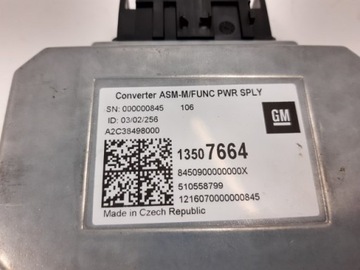 Converter ASM-M/FUNC PWR SPLY
SN: 000000845 106
ID: 03/02/256
A2C38498000
GM
13507664
8450900000000X
510558799
1216070000000845
Made in Czech Republic